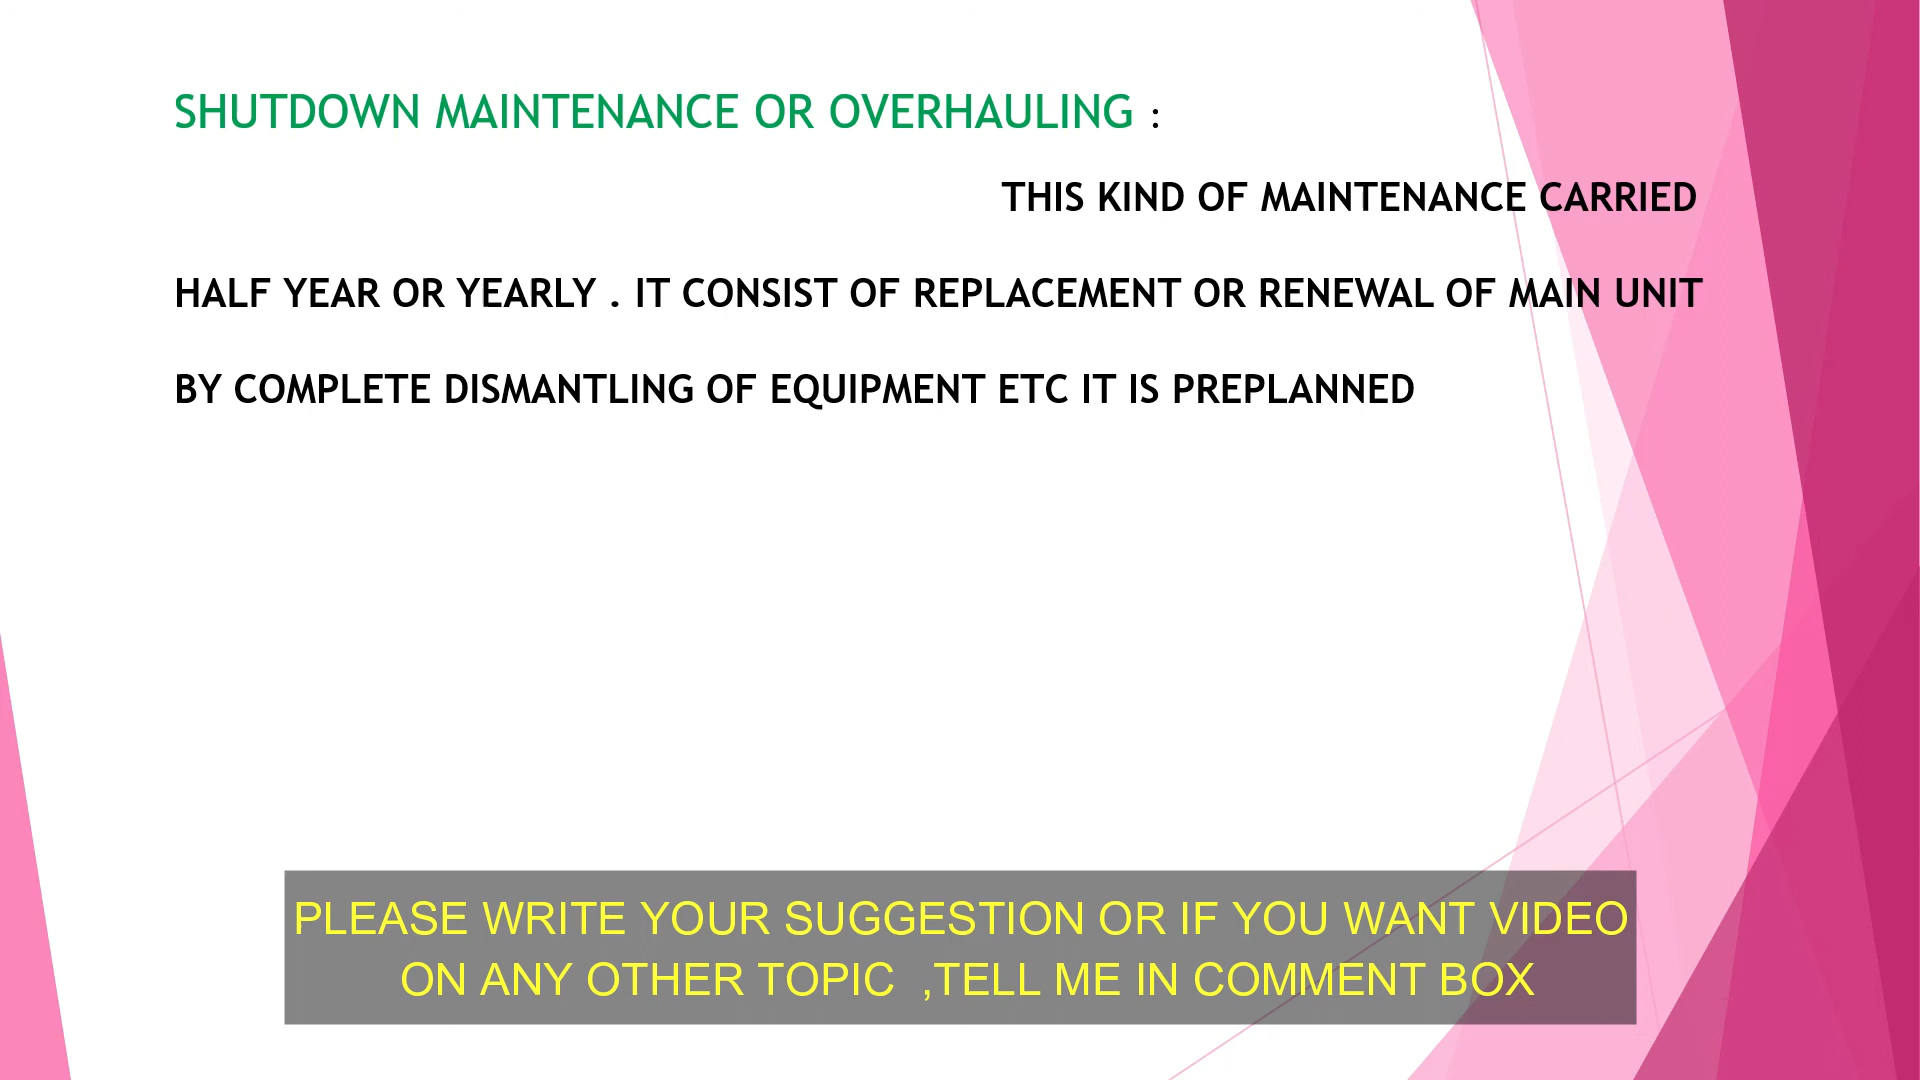 SHUTDOWN MAINTENANCE OR OVERHAULING :
THIS KIND OF MAINTENANCE CARRIED
HALF YEAR OR YEARLY . IT CONSIST OF REPLACEMENT OR RENEWAL OF MAIN UNIT
BY COMPLETE DISMANTLING OF EQUIPMENT ETC IT IS PREPLANNED
PLEASE WRITE YOUR SUGGESTION OR IF YOU WANT VIDEO
ON ANY OTHER TOPIC  ,TELL ME IN COMMENT BOX